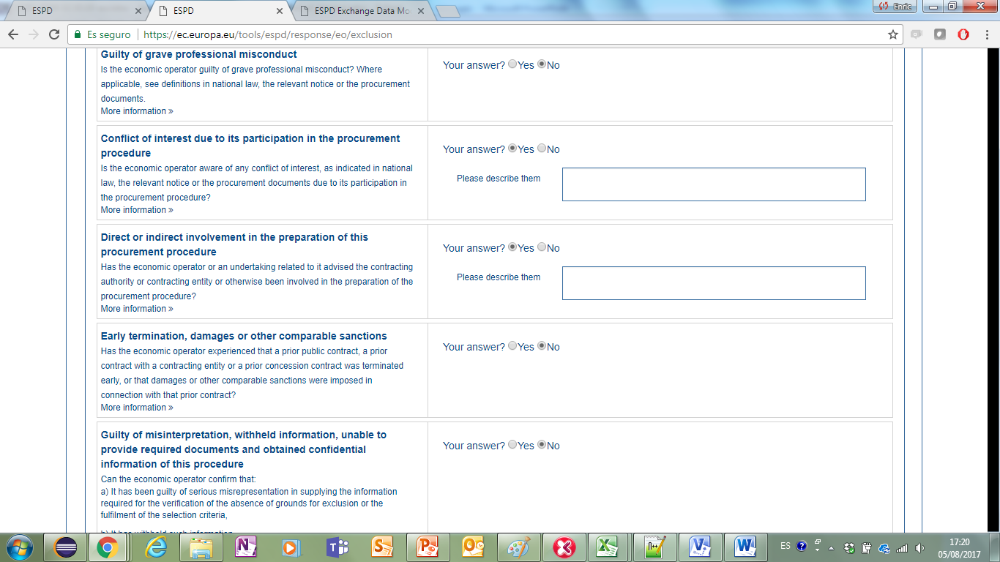 ESPD
ESPD
ESPD Exchange Data Mo
Enric
Es seguro
https://ec.europa.eu/tools/espd/response/eo/exclusion
Guilty of grave professional misconduct
Is the economic operator guilty of grave professional misconduct? Where
applicable, see definitions in national law, the relevant notice or the procurement
documents.
More information »
Your answer? Yes No
Conflict of interest due to its participation in the procurement
procedure
Is the economic operator aware of any conflict of interest, as indicated in national
law, the relevant notice or the procurement documents due to its participation in
the procurement procedure?
More information »
Your answer? Yes No
Please describe them
Direct or indirect involvement in the preparation of this
procurement procedure
Has the economic operator or an undertaking related to it advised the contracting
authority or contracting entity or otherwise been involved in the preparation of the
procurement procedure?
More information »
Your answer? Yes No
Please describe them
Early termination, damages or other comparable sanctions
Has the economic operator experienced that a prior public contract, a prior
contract with a contracting entity or a prior concession contract was terminated
early, or that damages or other comparable sanctions were imposed in
connection with that prior contract?
More information »
Your answer? Yes No
Guilty of misinterpretation, withheld information, unable to
provide required documents and obtained confidential
information of this procedure
Can the economic operator confirm that:
a) It has been guilty of serious misrepresentation in supplying the information
required for the verification of the absence of grounds for exclusion or the
fulfilment of the selection criteria,
b) It has withheld such information,
Your answer? Yes No
ES
17:20
05/08/2017